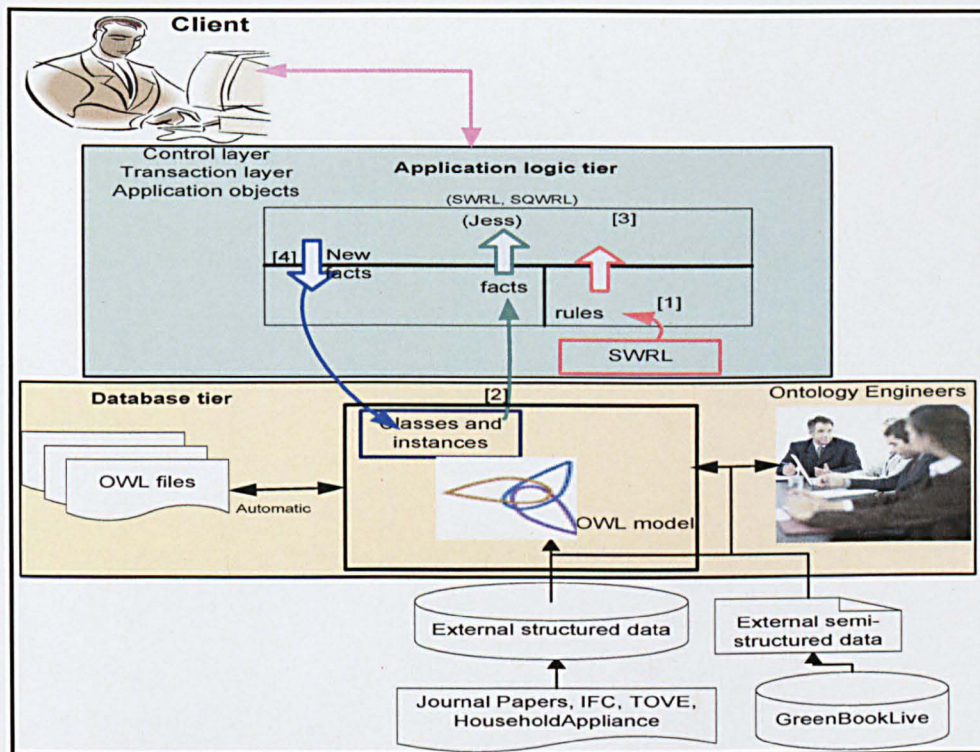 Client
Control layer
Transaction layer
Application objects
Application logic tier
(SWRL, SQWRL)
(Jess)
[3]
[4]
New
facts
facts
rules
[1]
SWRL
Database tier
[2]
Ontology Engineers
Classes and
instances
OWL files
Automatic
OWL model
External structured data
External semi-
structured data
Journal Papers, IFC, TOVE,
HouseholdAppliance
GreenBookLive